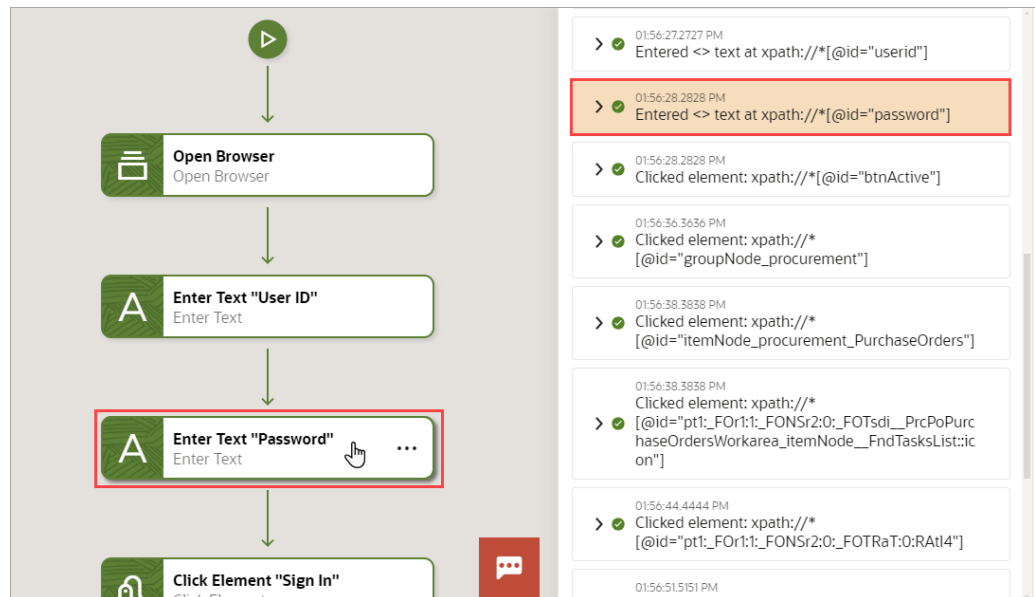 Open Browser
Open Browser
Enter Text "User ID"
Enter Text
Enter Text "Password"
Enter Text
Click Element "Sign In"
01:56:27.2727 PM
Entered <> text at xpath://*[@id="userid"]
01:56:28.2828 PM
Entered <> text at xpath://*[@id="password"]
01:56:28.2828 PM
Clicked element: xpath://*[@id="btnActive"]
01:56:36.3636 PM
Clicked element: xpath://*
[@id="groupNode_procurement"]
01:56:38.3838 PM
Clicked element: xpath://*
[@id="itemNode_procurement_PurchaseOrders"]
01:56:38.3838 PM
Clicked element: xpath://*
[@id="pt1:_FOr1:1:_FONSr2:0:_FOTsdi__PrcPoPurc
haseOrdersWorkarea_itemNode__FndTasksList::ic
on"]
01:56:44.4444 PM
Clicked element: xpath://*
[@id="pt1:_FOr1:1:_FONSr2:0:_FOTRaT:0:RAtl4"]
01:56:51.5151 PM